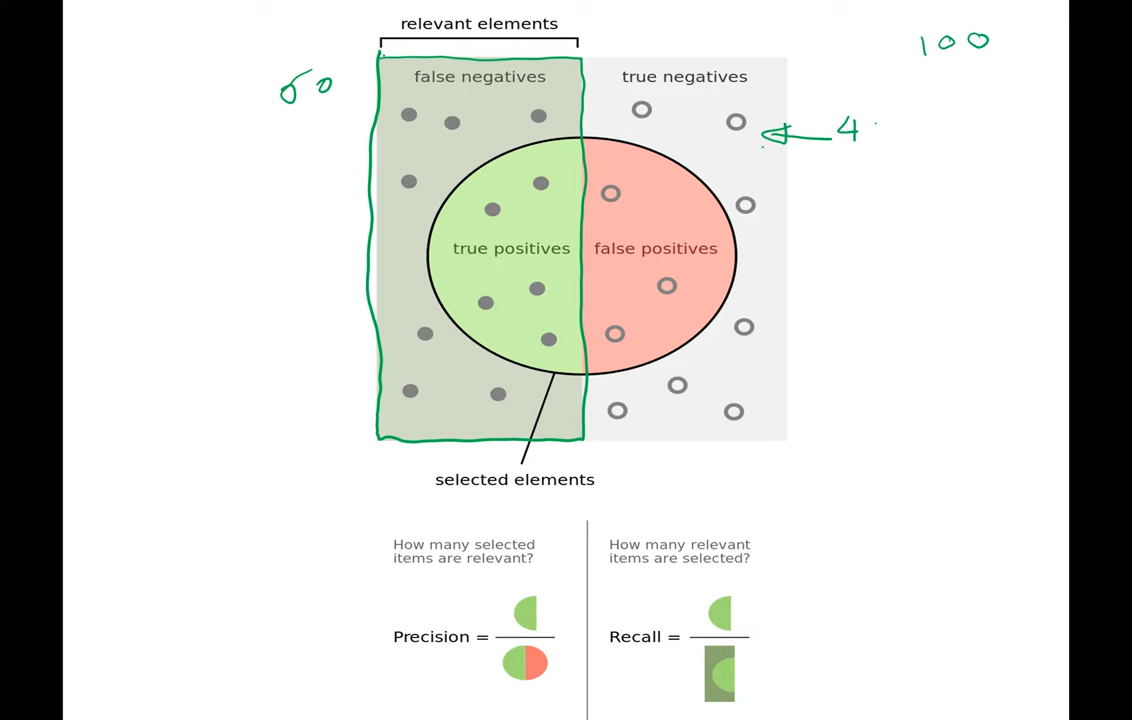 relevant elements
100
false negatives
true negatives
4
true positives
false positives
selected elements
How many selected
items are relevant?
How many relevant
items are selected?
Precision =
Recall =